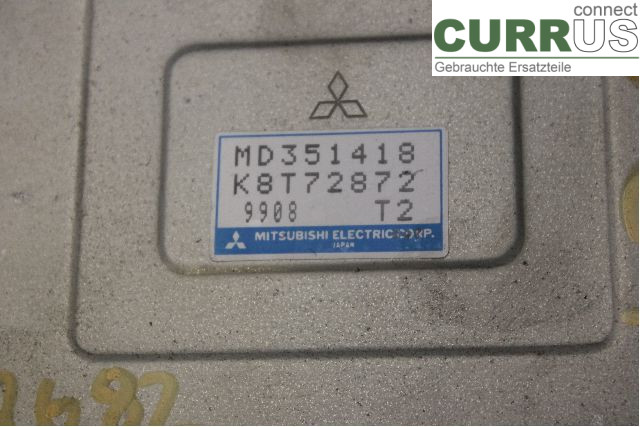 connect
CURRUS
Gebrauchte Ersatzteile
MD351418
K8T72872
9908 T2
MITSUBISHI ELECTRIC CORP.
JAPAN